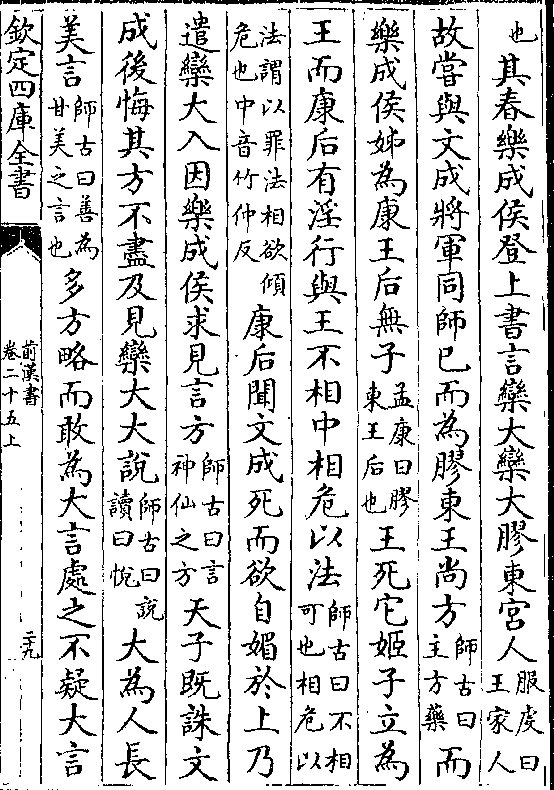 也其春樂成侯登上書言欒大欒大膠東宮人服虔曰王家人
故嘗與文成將軍同師已而為膠東王尚方師古曰主方藥而
樂成侯姊為康王后無子孟康曰膠東王后也王死它姬子立為
王而康后有淫行與王不相中相危以法師古曰不相可也相危以
法謂以罪法相欲傾危也中音竹仲反康后聞文成死而欲自媚於上乃
遣欒大入因樂成侯求見言方師古曰言神仙之方天子既誅文
成後悔其方不盡及見欒大大說師古曰說讀曰悅大為人長
美言師古曰善為甘美之言也多方略而敢為大言處之不疑大言
欽定四庫全書
前漢書
卷二十五上
二九